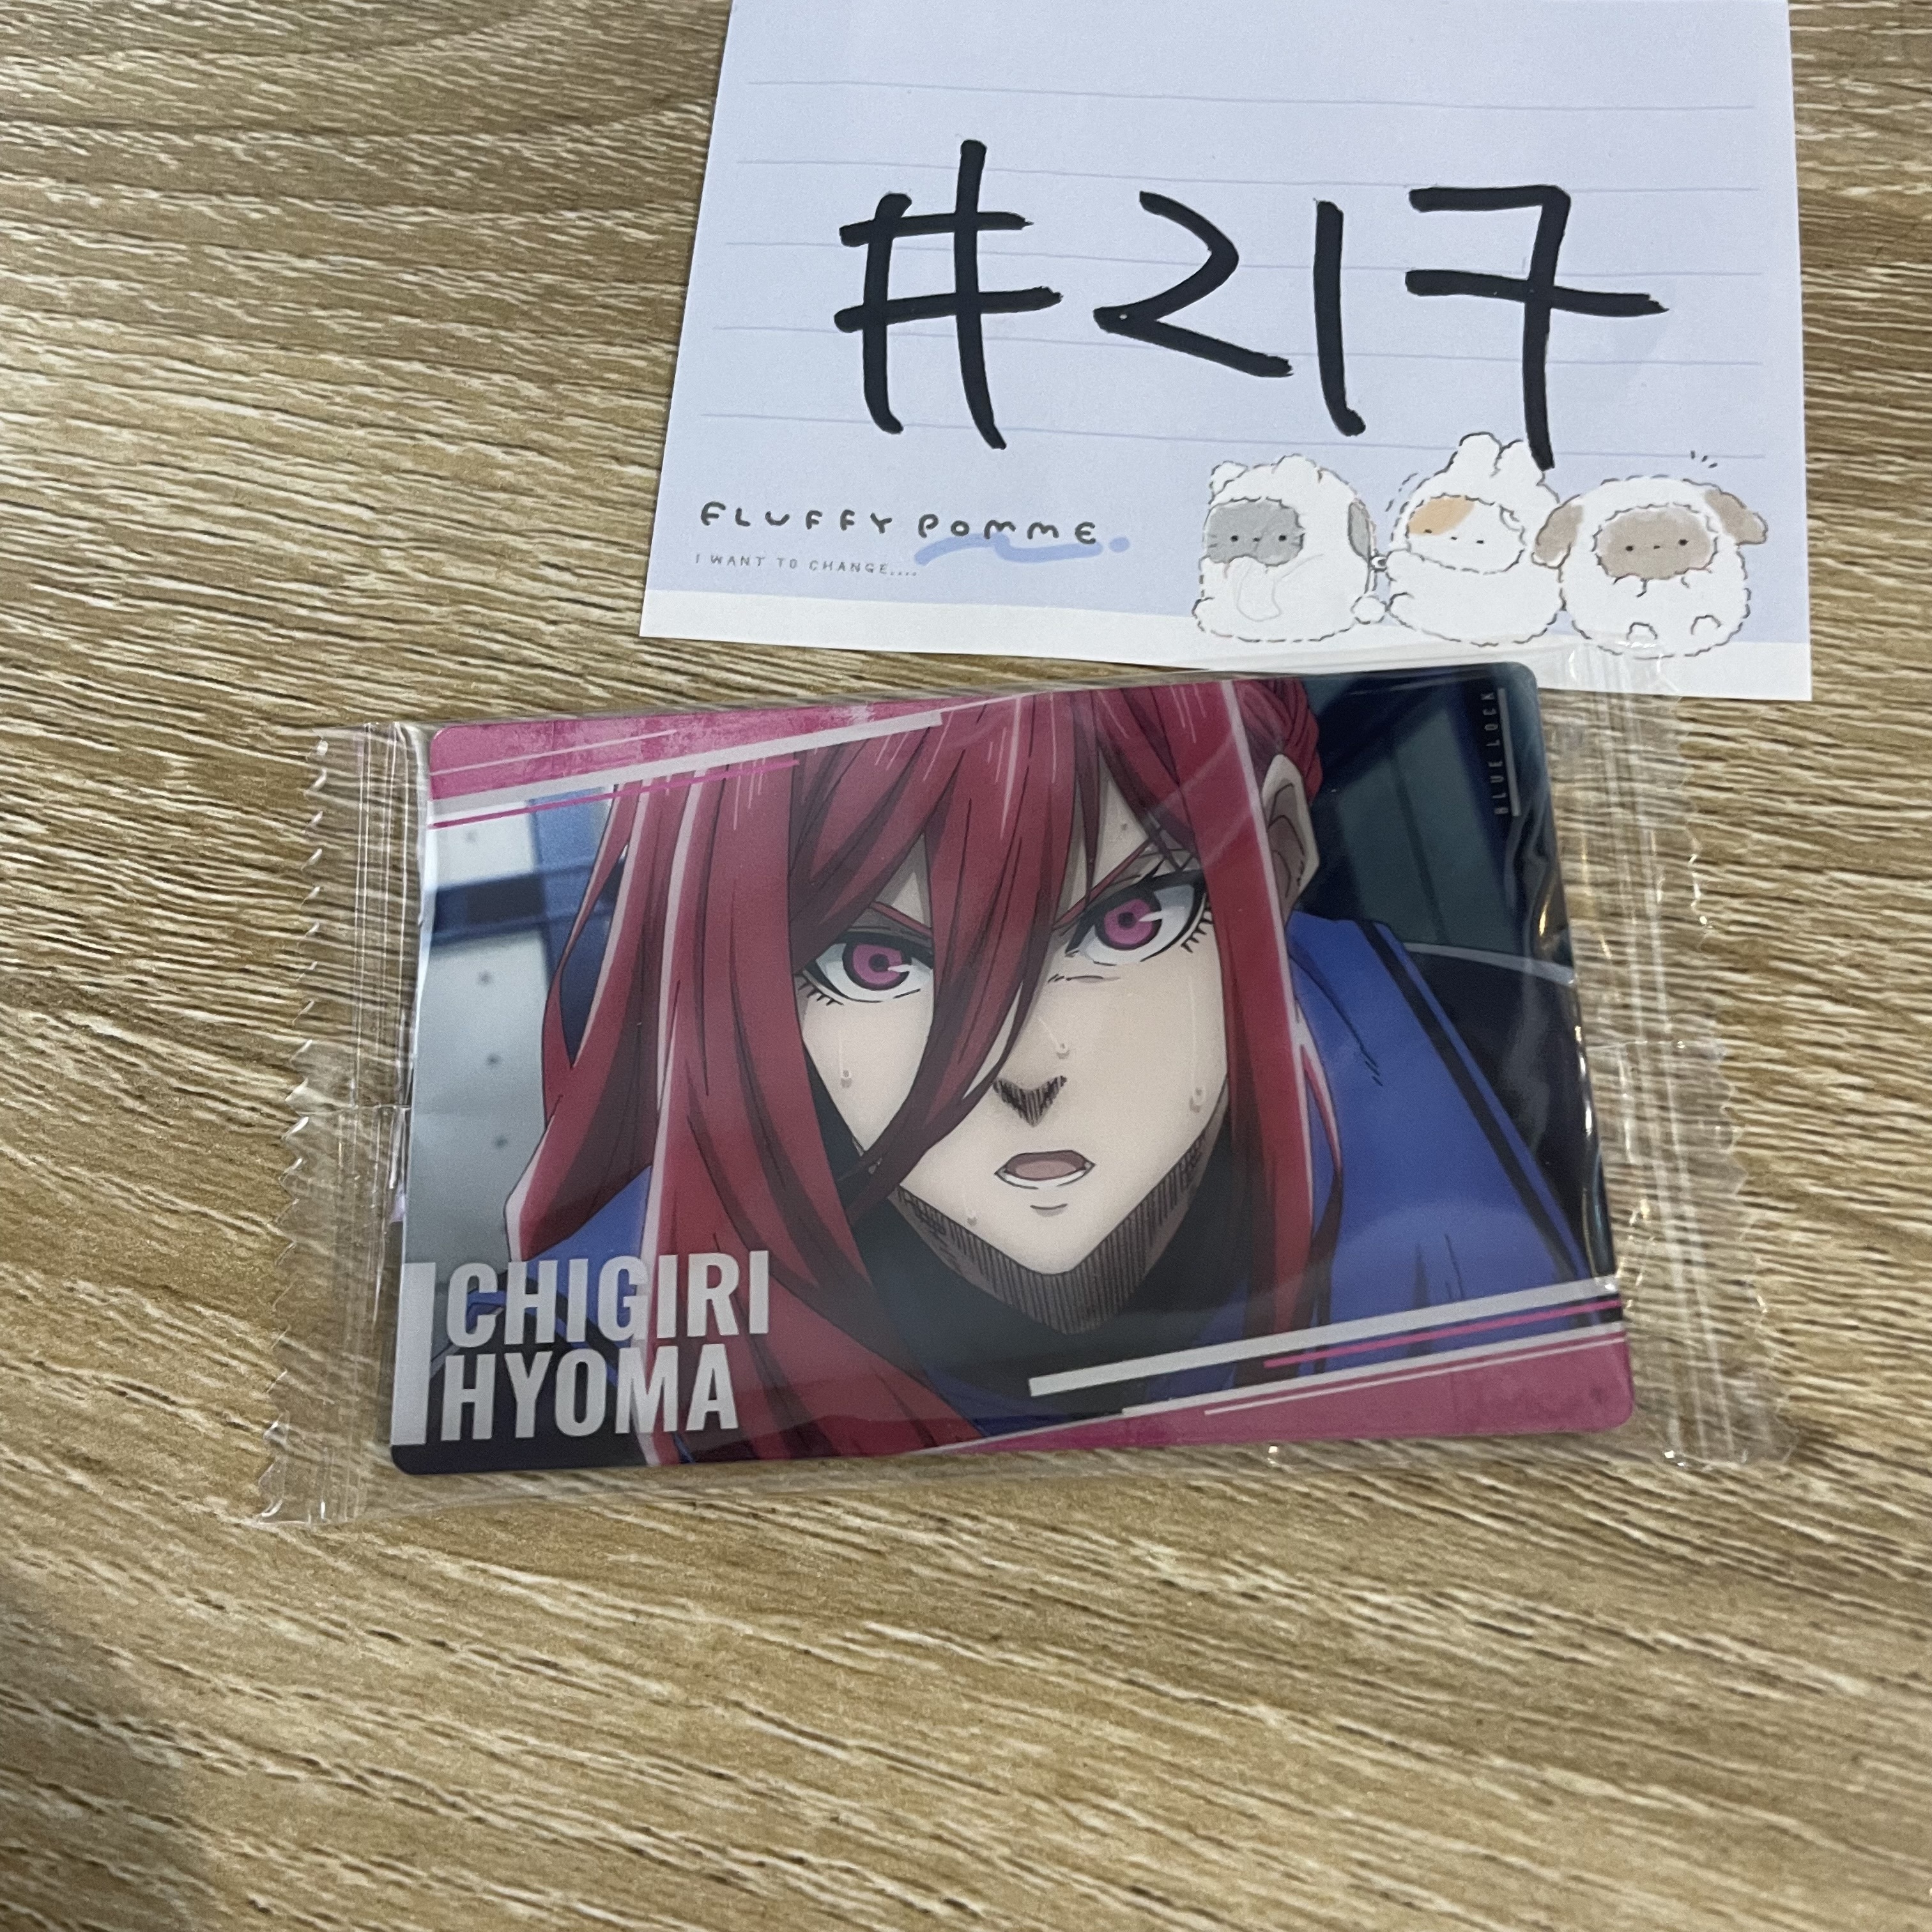 #217
FLUFFY POMME.
I WANT TO CHANGE....
BLUE LOCK
CHIGIRI
HYOMA